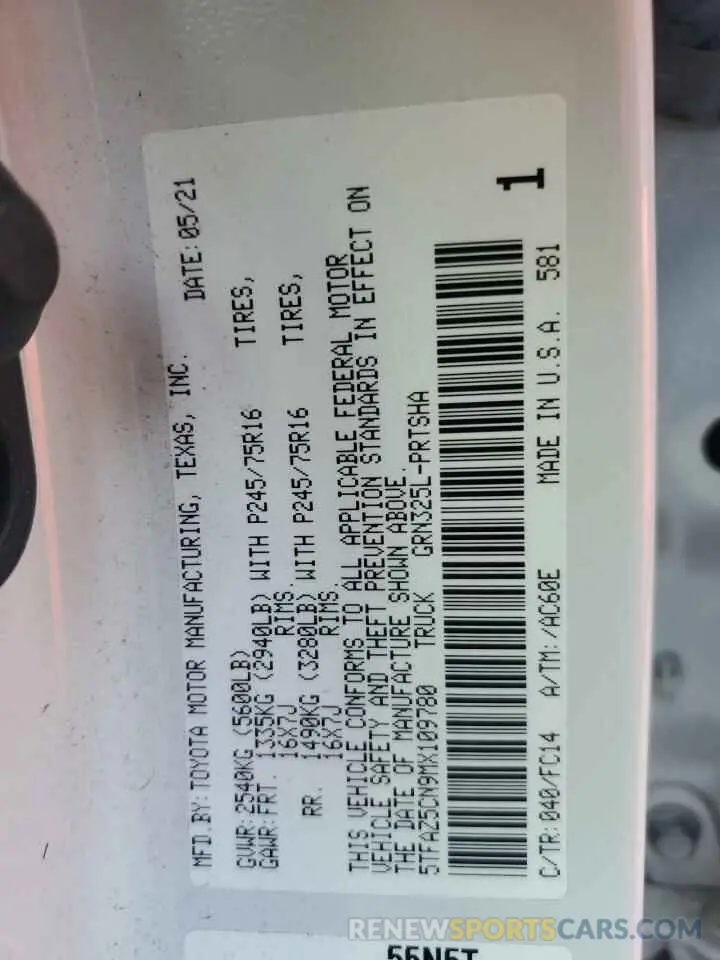 MFD.BY:TOYOTA MOTOR MANUFACTURING, TEXAS, INC. DATE:05/21
GVWR:2540KG (5600LB)
GAWR:FRT. 1335KG (2940LB) WITH P245/75R16 TIRES,
16X7J RIMS.
RR. 1490KG (3280LB) WITH P245/75R16 TIRES,
16X7J RIMS.
THIS VEHICLE CONFORMS TO ALL APPLICABLE FEDERAL MOTOR
VEHICLE SAFETY AND THEFT PREVENTION STANDARDS IN EFFECT ON
THE DATE OF MANUFACTURE SHOWN ABOVE.
5TFAZ5CN9MX109780 TRUCK GRN325L-PRTSHA
1
C/TR:040/FC14 A/TM:/AC60E MADE IN U.S.A. 581
RENEWSPORTSCARS.COM